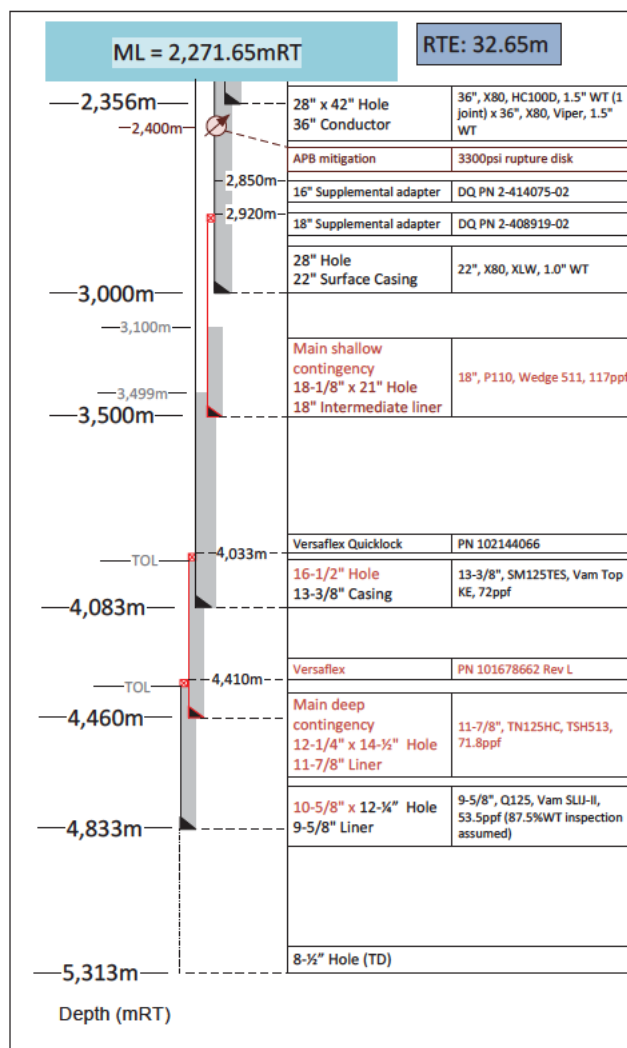 ML = 2,271.65mRT
RTE: 32.65m
2,356m
28" x 42" Hole
36" Conductor
36", X80, HC100D, 1.5" WT (1
joint) x 36", X80, Viper, 1.5"
WT
2,400m
APB mitigation
3300psi rupture disk
2,850m
16" Supplemental adapter
DQ PN 2-414075-02
2,920m
18" Supplemental adapter
DQ PN 2-408919-02
28" Hole
22" Surface Casing
22", X80, XLW, 1.0" WT
3,000m
3,100m
Main shallow
contingency
18-1/8" x 21" Hole
18" Intermediate liner
18", P110, Wedge 511, 117ppf
3,499m
3,500m
Versaflex Quicklock
PN 102144066
4,033m
TOL
16-1/2" Hole
13-3/8" Casing
13-3/8", SM125TES, Vam Top
KE, 72ppf
4,083m
Versaflex
PN 101678662 Rev L
4,410m
TOL
Main deep
contingency
12-1/4" x 14-½" Hole
11-7/8" Liner
11-7/8", TN125HC, TSH513,
71.8ppf
4,460m
10-5/8" x 12-¼" Hole
9-5/8" Liner
9-5/8", Q125, Vam SLIJ-II,
53.5ppf (87.5%WT inspection
assumed)
4,833m
8-½" Hole (TD)
5,313m
Depth (mRT)